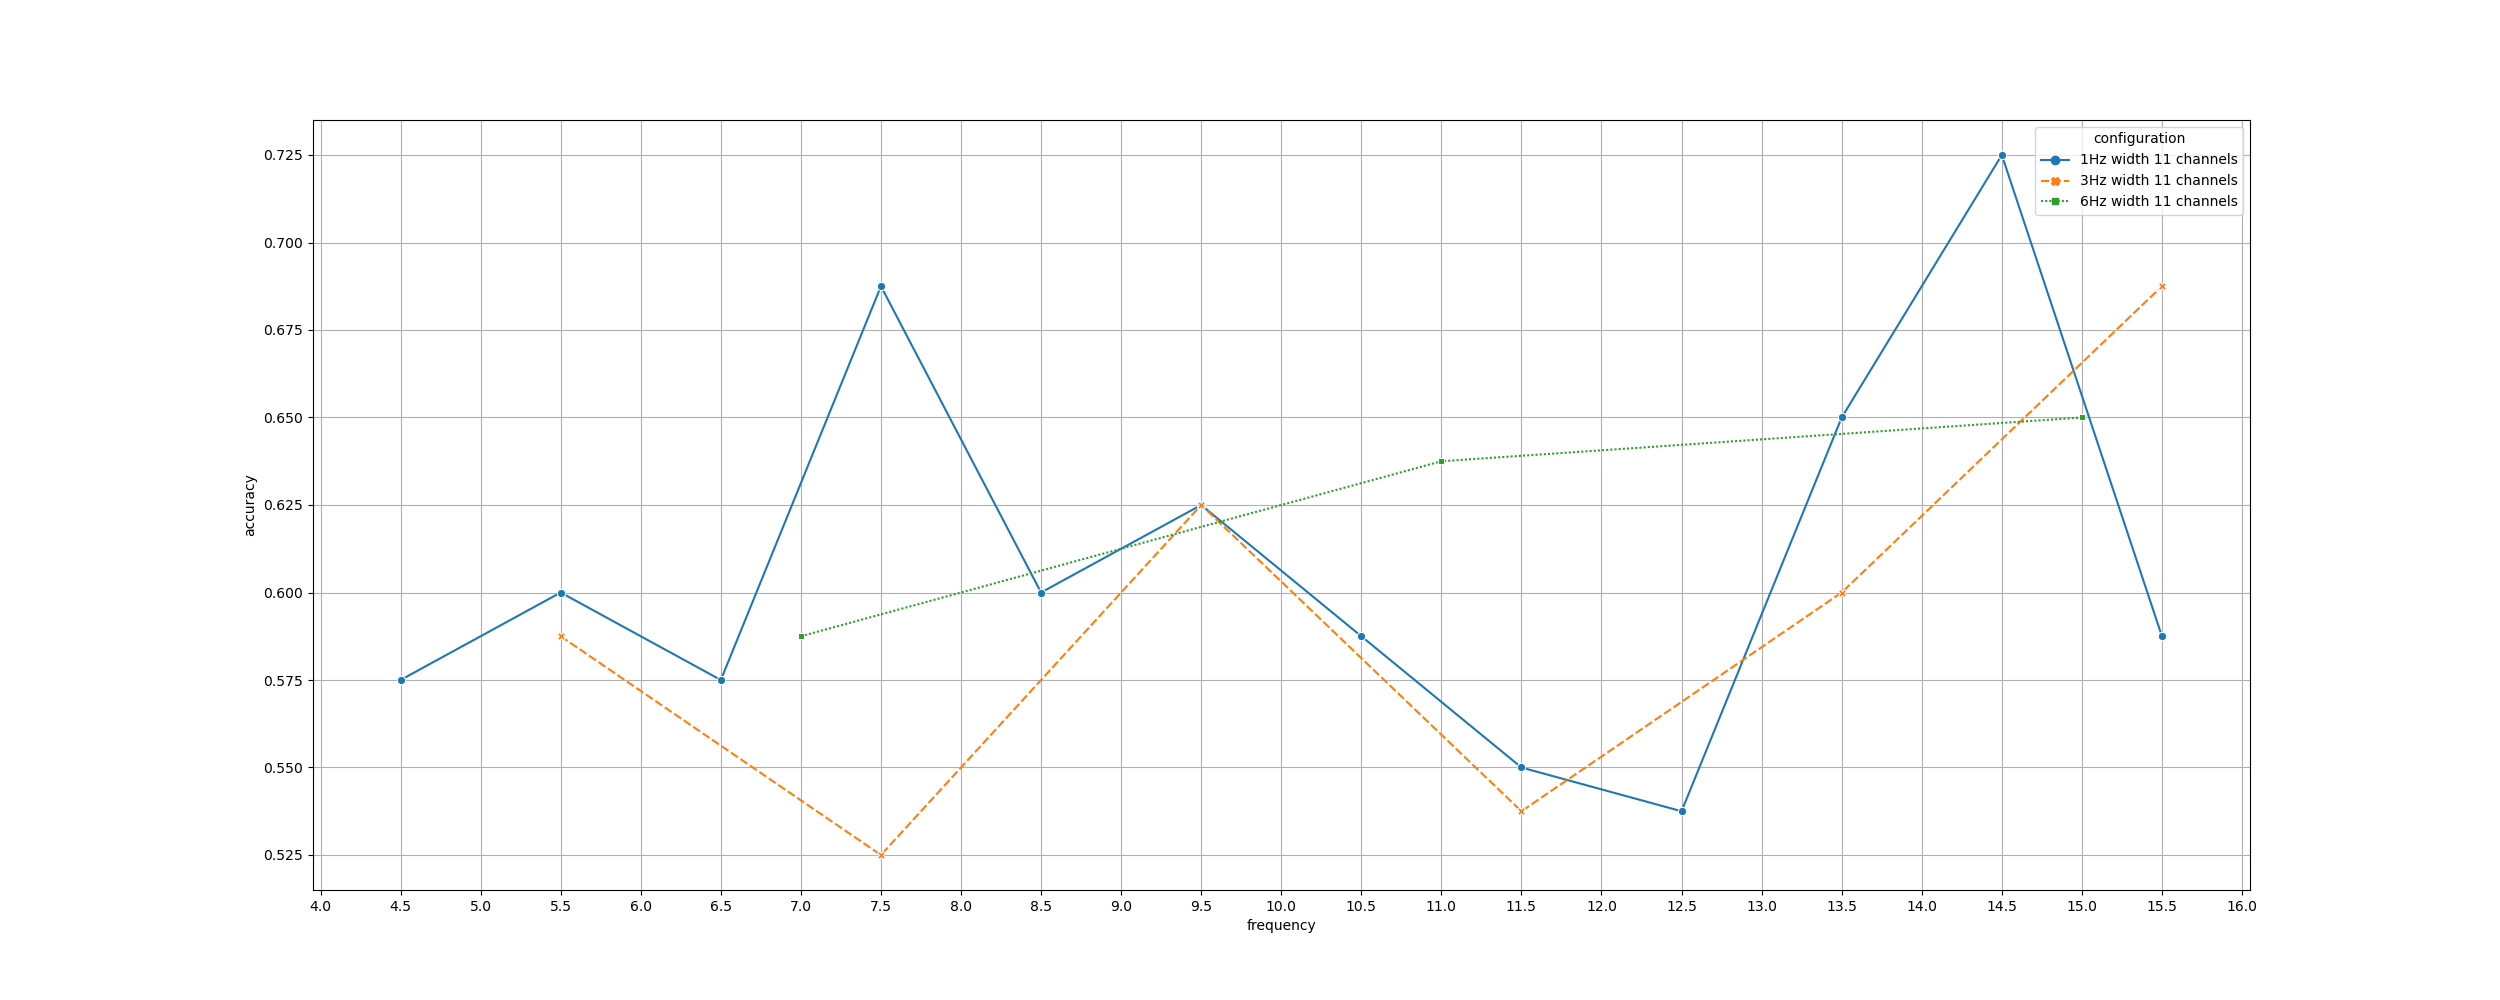 configuration
1Hz width 11 channels
3Hz width 11 channels
6Hz width 11 channels
accuracy
0.725
0.700
0.675
0.650
0.625
0.600
0.575
0.550
0.525
4.0 4.5 5.0 5.5 6.0 6.5 7.0 7.5 8.0 8.5 9.0 9.5 10.0 10.5 11.0 11.5 12.0 12.5 13.0 13.5 14.0 14.5 15.0 15.5 16.0
frequency